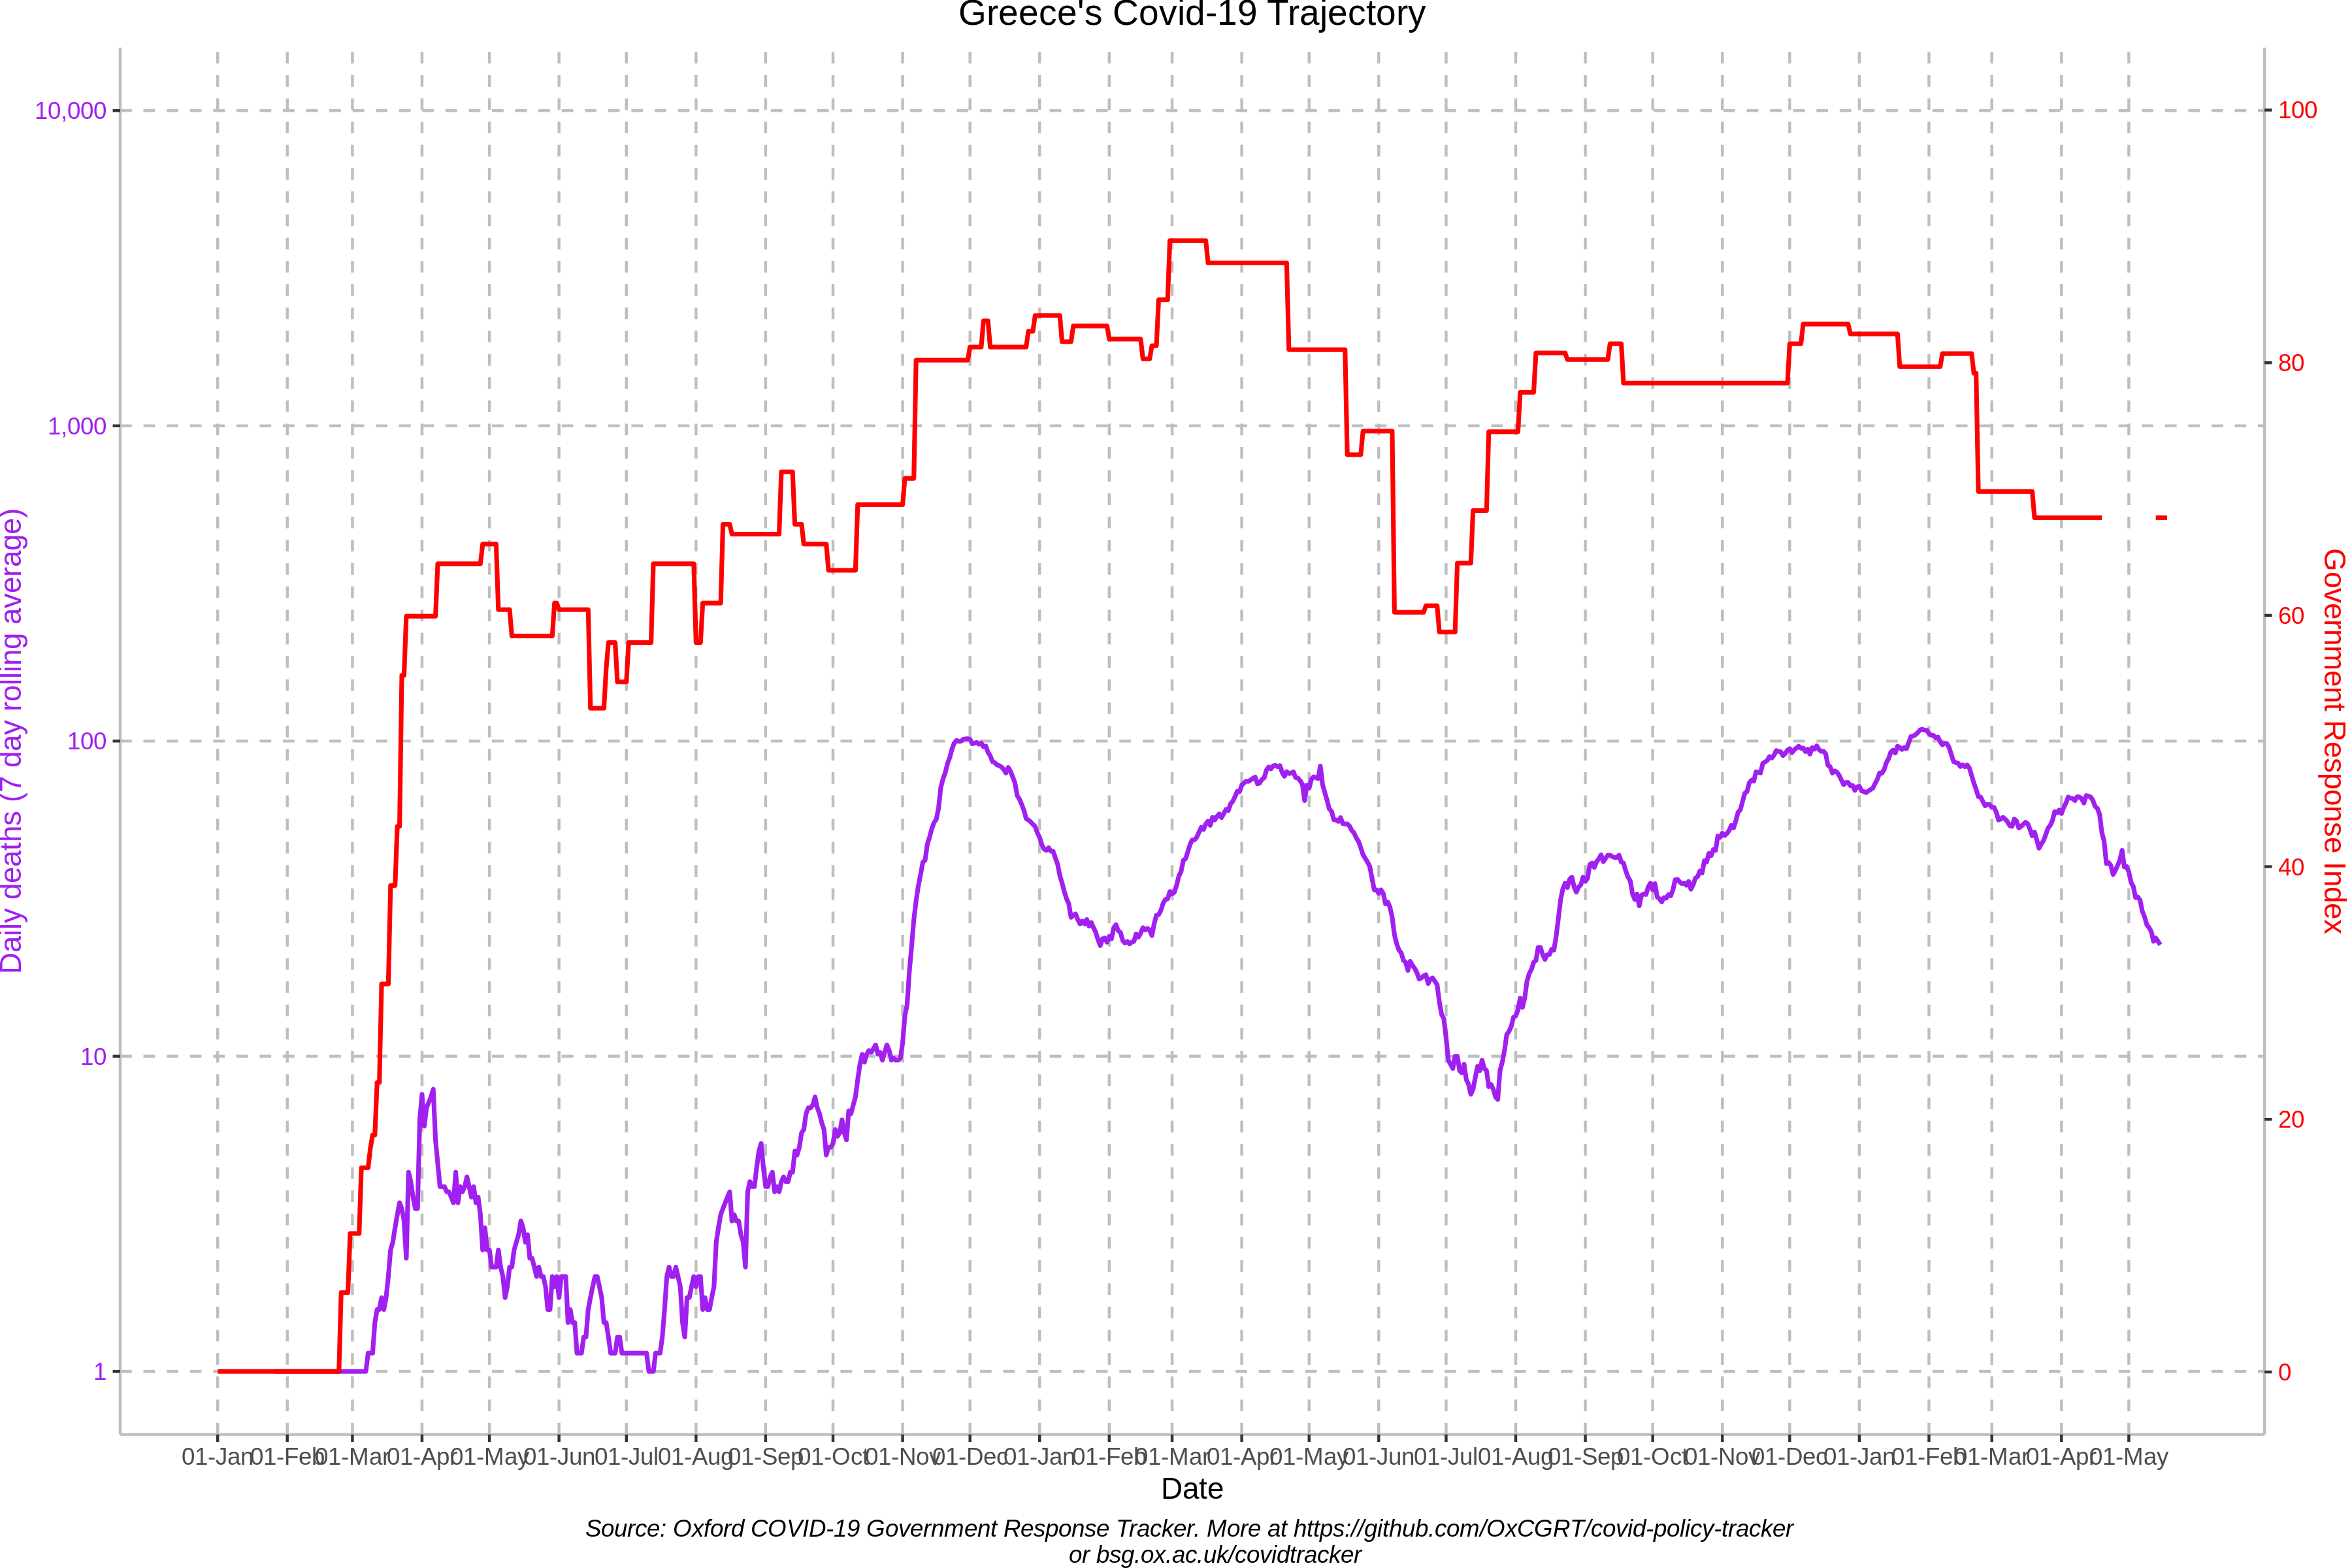 Greece's Covid-19 Trajectory
10,000
1,000
100
10
1
Daily deaths (7 day rolling average)
100
80
60
40
20
0
Government Response Index
01-Jan 01-Feb 01-Mar 01-Apr 01-May 01-Jun 01-Jul 01-Aug 01-Sep 01-Oct 01-Nov 01-Dec 01-Jan 01-Feb 01-Mar 01-Apr 01-May 01-Jun 01-Jul 01-Aug 01-Sep 01-Oct 01-Nov 01-Dec 01-Jan 01-Feb 01-Mar 01-Apr 01-May
Date
Source: Oxford COVID-19 Government Response Tracker. More at https://github.com/OxCGRT/covid-policy-tracker
or bsg.ox.ac.uk/covidtracker